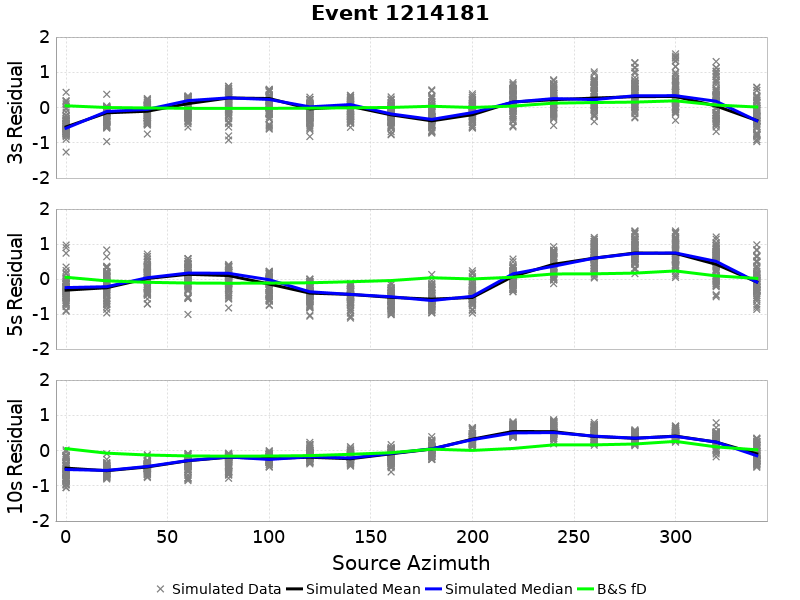 Event 1214181
2
1
0
-1
-2
3s Residual
2
1
0
-1
-2
5s Residual
2
1
0
-1
-2
10s Residual
0 50 100 150 200 250 300
Source Azimuth
Simulated Data Simulated Mean Simulated Median B&S fD